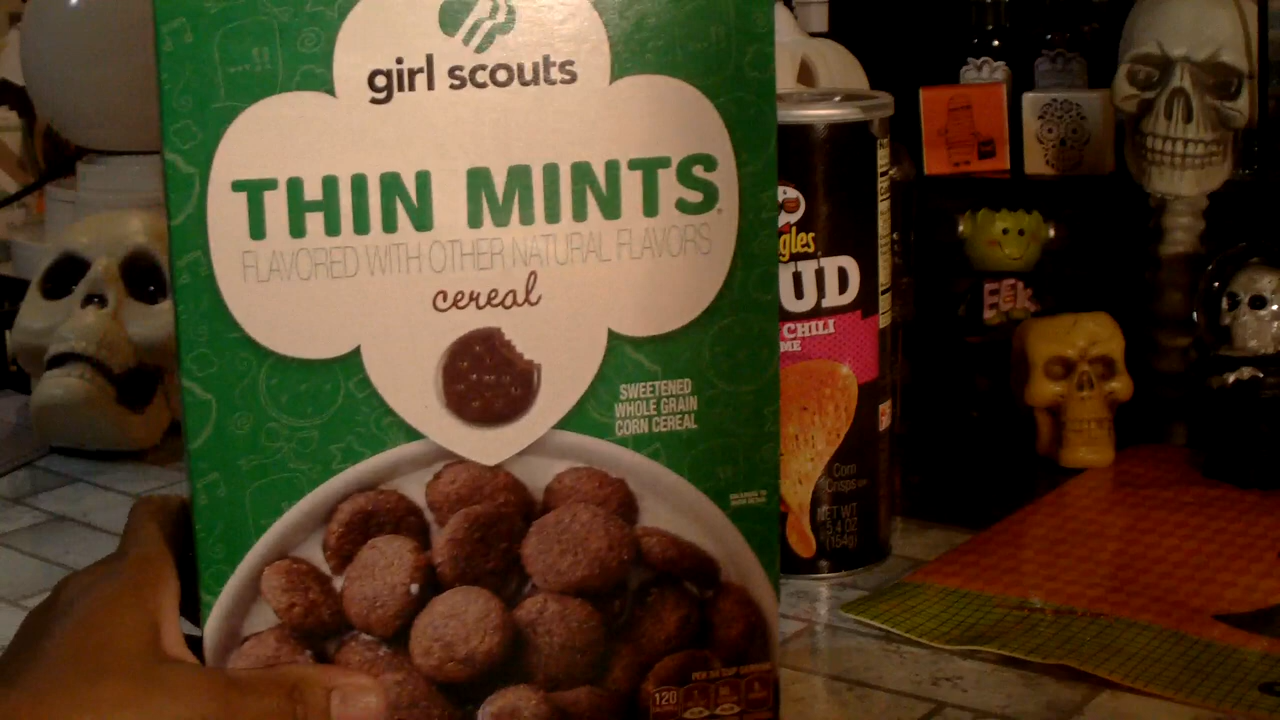 girl scouts
THIN MINTS
FLAVORED WITH OTHER NATURAL FLAVORS
cereal
SWEETENED
WHOLE GRAIN
CORN CEREAL
120
gles
UD
CHILI
ME
Corn
Crisps
NET WT
5.4 OZ
(154g)
EEk